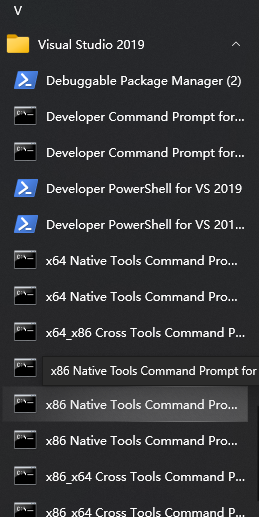 V
Visual Studio 2019
Debuggable Package Manager (2)
Developer Command Prompt for...
Developer Command Prompt for...
Developer PowerShell for VS 2019
Developer PowerShell for VS 201...
x64 Native Tools Command Pro...
x64 Native Tools Command Pro...
x64_x86 Cross Tools Command P...
x86 Native Tools Command Prompt for
x86 Native Tools Command Pro...
x86 Native Tools Command Pro...
x86_x64 Cross Tools Command P...
x86_x64 Cross Tools Command P...